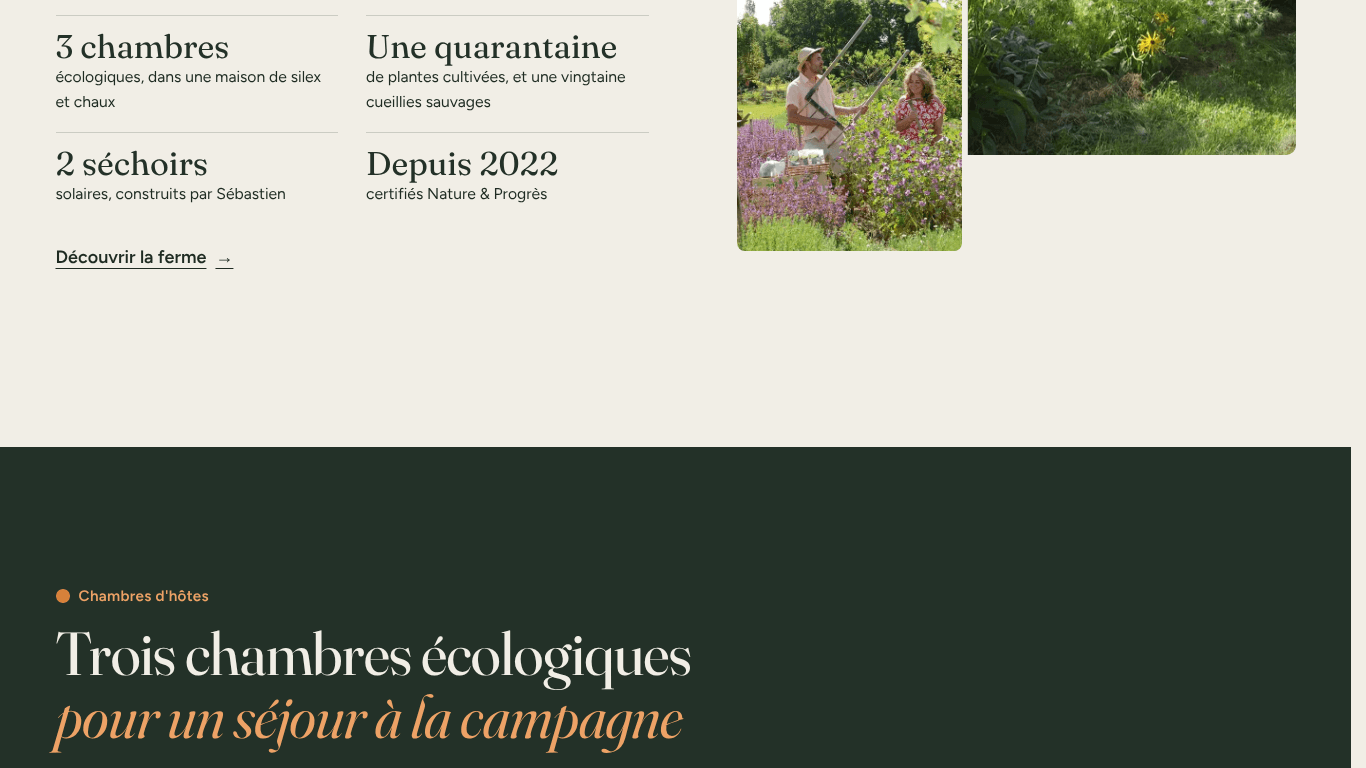 3 chambres
écologiques, dans une maison de silex
et chaux
Une quarantaine
de plantes cultivées, et une vingtaine
cueillies sauvages
2 séchoirs
solaires, construits par Sébastien
Depuis 2022
certifiés Nature & Progrès
Découvrir la ferme →
Chambres d'hôtes
Trois chambres écologiques
pour un séjour à la campagne